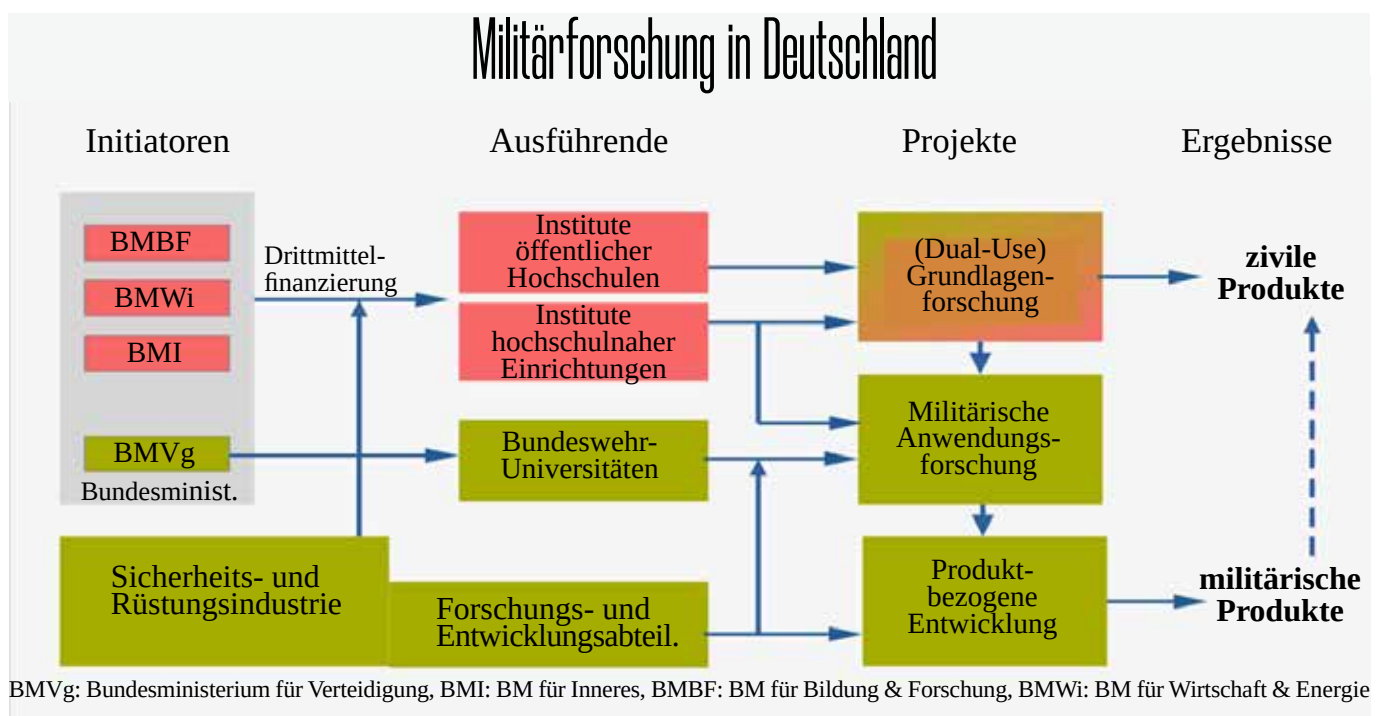 Militärforschung in Deutschland
Initiatoren
Ausführende
Projekte
Ergebnisse
BMBF
BMWi
BMI
BMVg
Bundesminist.
Drittmittel-
finanzierung
Sicherheits- und
Rüstungsindustrie
Institute
öffentlicher
Hochschulen
Institute
hochschulnaher
Einrichtungen
Bundeswehr-
Universitäten
Forschungs- und
Entwicklungsabteil.
(Dual-Use)
Grundlagen-
forschung
Militärische
Anwendungs-
forschung
Produkt-
bezogene
Entwicklung
zivile
Produkte
militärische
Produkte
BMVg: Bundesministerium für Verteidigung, BMI: BM für Inneres, BMBF: BM für Bildung & Forschung, BMWi: BM für Wirtschaft & Energie